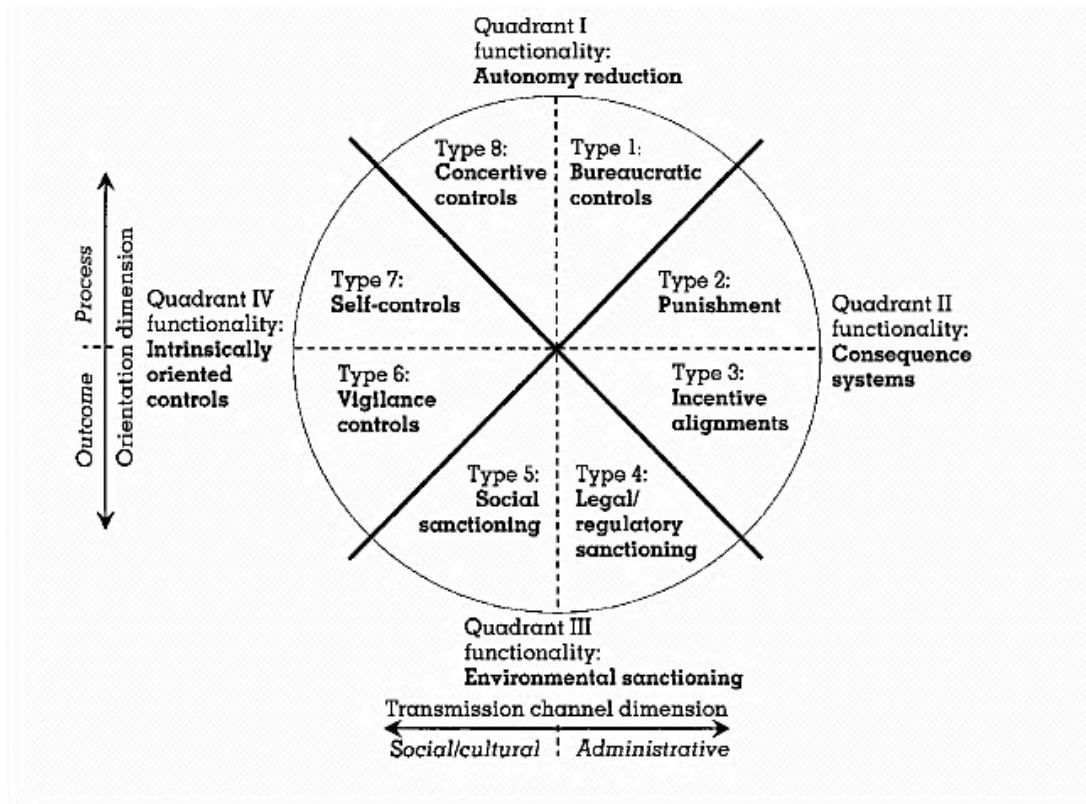 Quadrant I
functionality:
Autonomy reduction
Type 8:
Concertive
controls
Type 1:
Bureaucratic
controls
Type 7:
Self-controls
Type 2:
Punishment
Process
Outcome
Orientation dimension
Quadrant IV
functionality:
Intrinsically
oriented
controls
Quadrant II
functionality:
Consequence
systems
Type 6:
Vigilance
controls
Type 3:
Incentive
alignments
Type 5:
Social
sanctioning
Type 4:
Legal/
regulatory
sanctioning
Quadrant III
functionality:
Environmental sanctioning
Transmission channel dimension
Social/cultural
Administrative